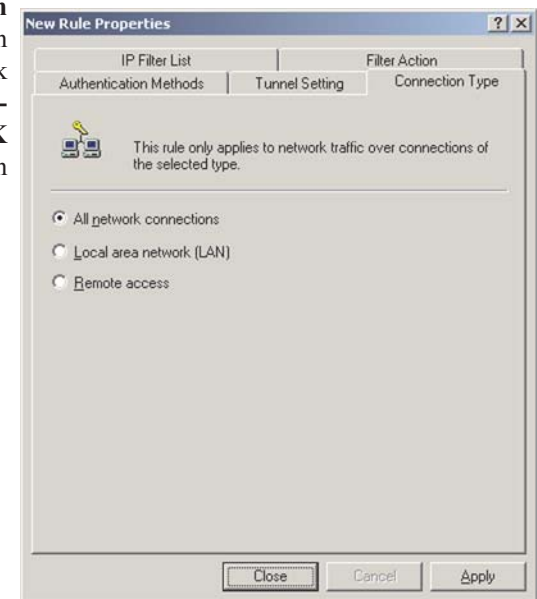 New Rule Properties
IP Filter List
Filter Action
Authentication Methods
Tunnel Setting
Connection Type
This rule only applies to network traffic over connections of
the selected type.
All network connections
Local area network (LAN)
Remote access
Close
Cancel
Apply